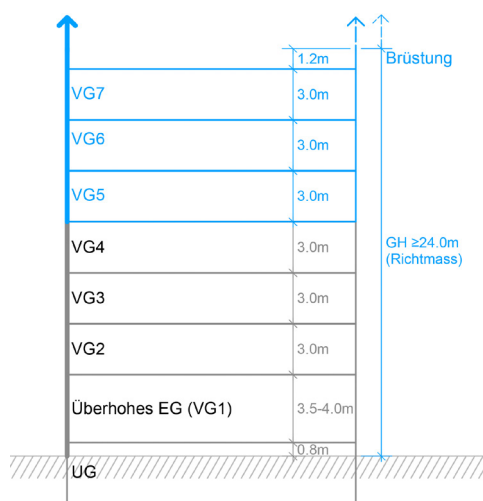 1.2m
Brüstung
VG7
3.0m
VG6
3.0m
VG5
3.0m
VG4
3.0m
GH ≥24.0m
(Richtmass)
VG3
3.0m
VG2
3.0m
Überhohes EG (VG1)
3.5-4.0m
0.8m
UG